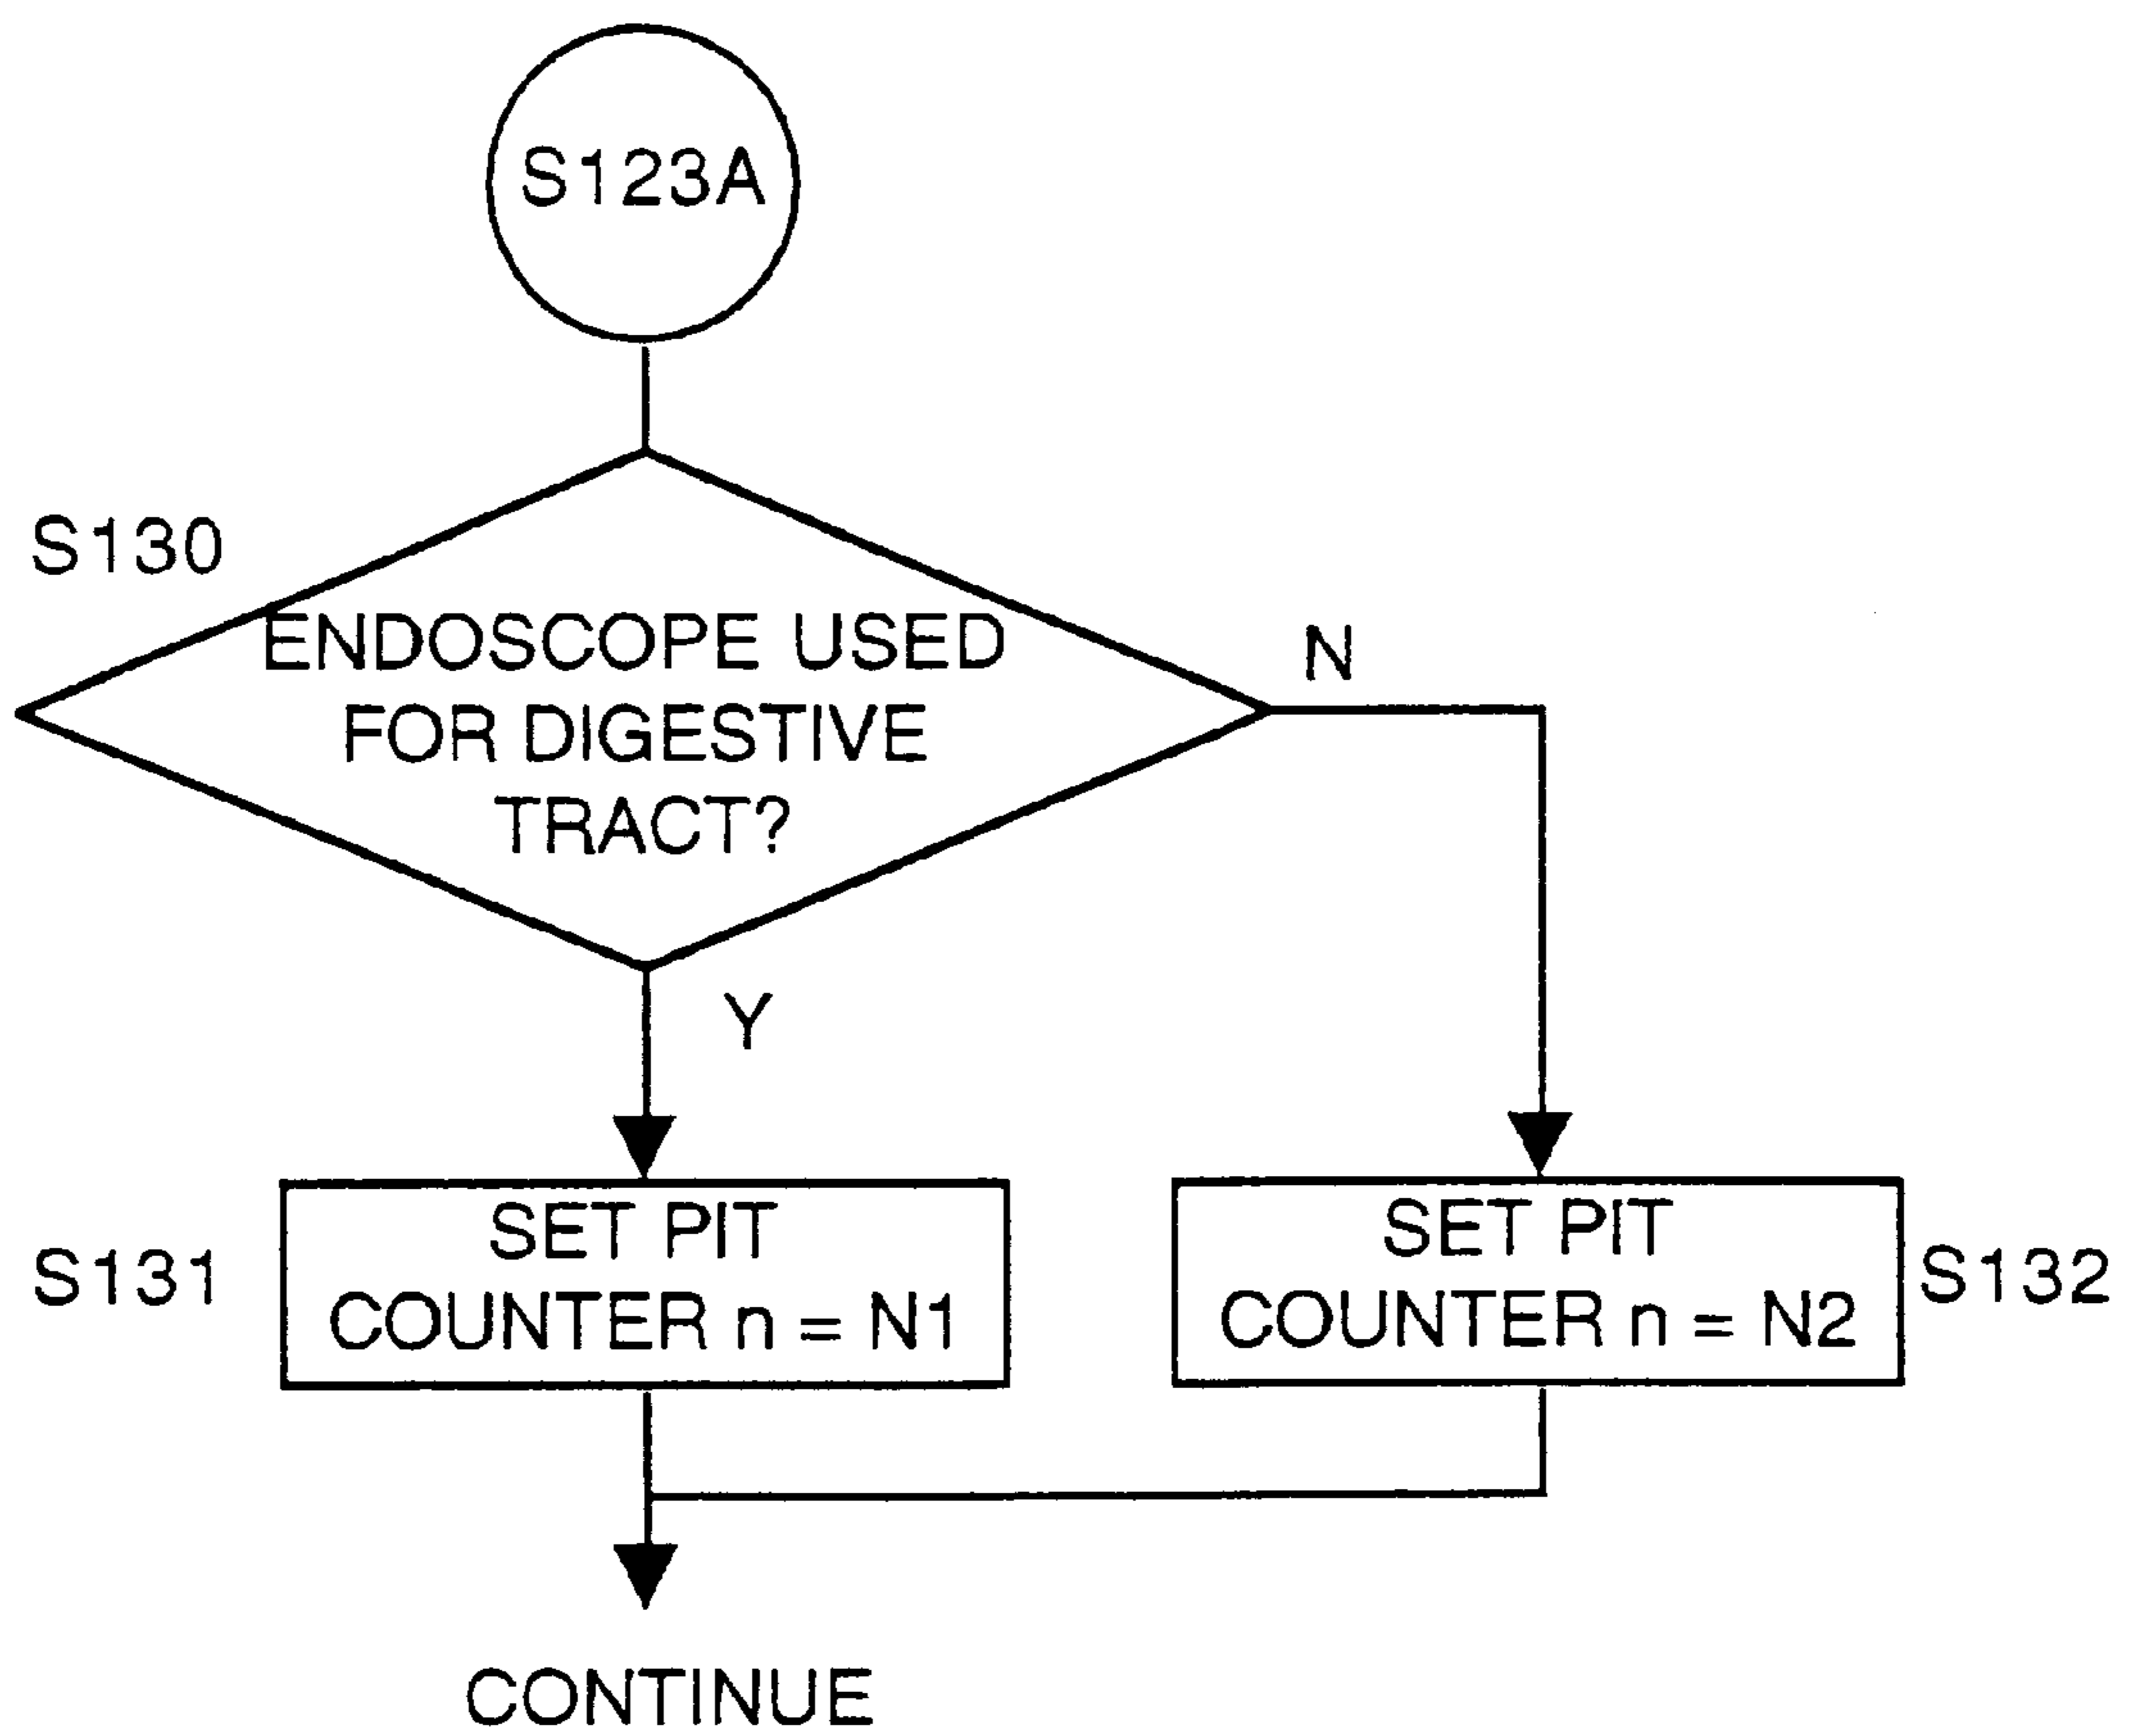 S123A
S130
ENDOSCOPE USED
FOR DIGESTIVE
TRACT?
N
Y
S131
SET PIT
COUNTER n = N1
SET PIT
COUNTER n = N2
S132
CONTINUE